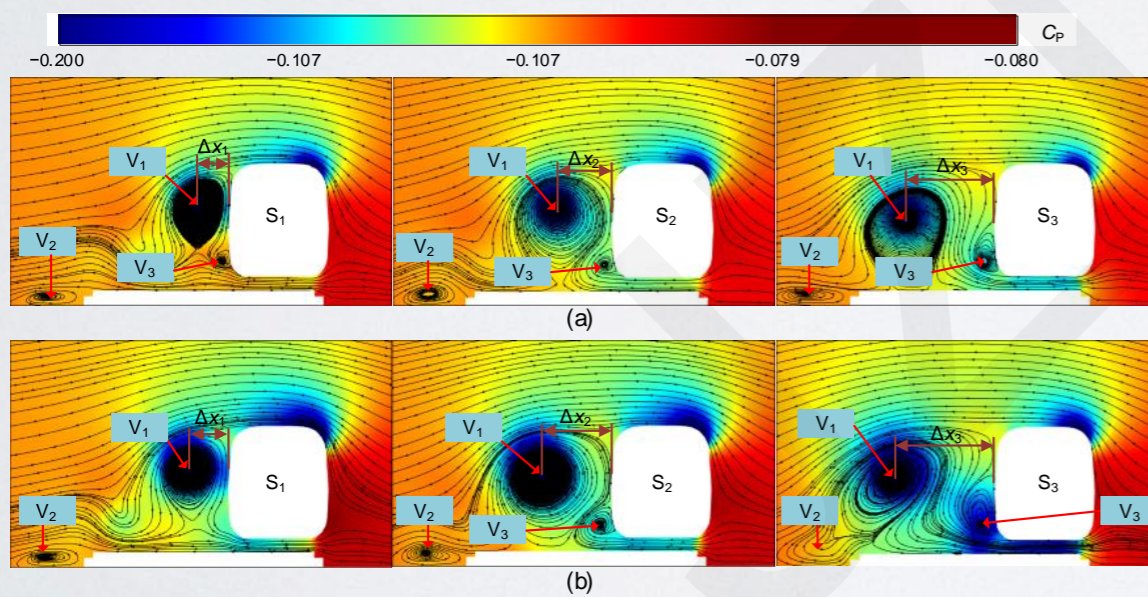 C_P
−0.200 −0.107 −0.107 −0.079 −0.080
V₁ Δx₁ S₁ V₂ V₃
V₁ Δx₂ S₂ V₂ V₃
V₁ Δx₃ S₃ V₂ V₃
(a)
V₁ Δx₁ S₁ V₂
V₁ Δx₂ S₂ V₂ V₃
V₁ Δx₃ S₃ V₂ V₃
(b)